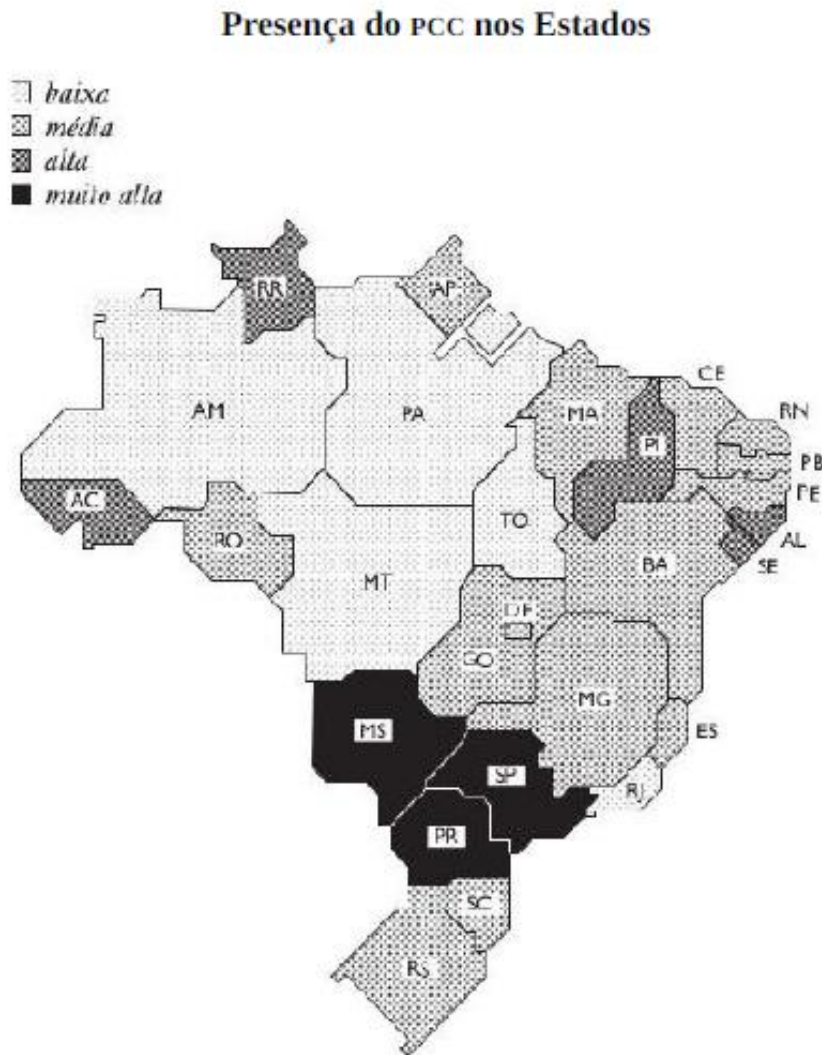 Presença do PCC nos Estados
baixa
média
alta
muito alta
RR
AP
AM
PA
MA
CE
RN
PI
PB
PE
AC
TO
AL
RO
BA
SE
MT
DF
GO
MG
MS
ES
SP
RJ
PR
SC
RS